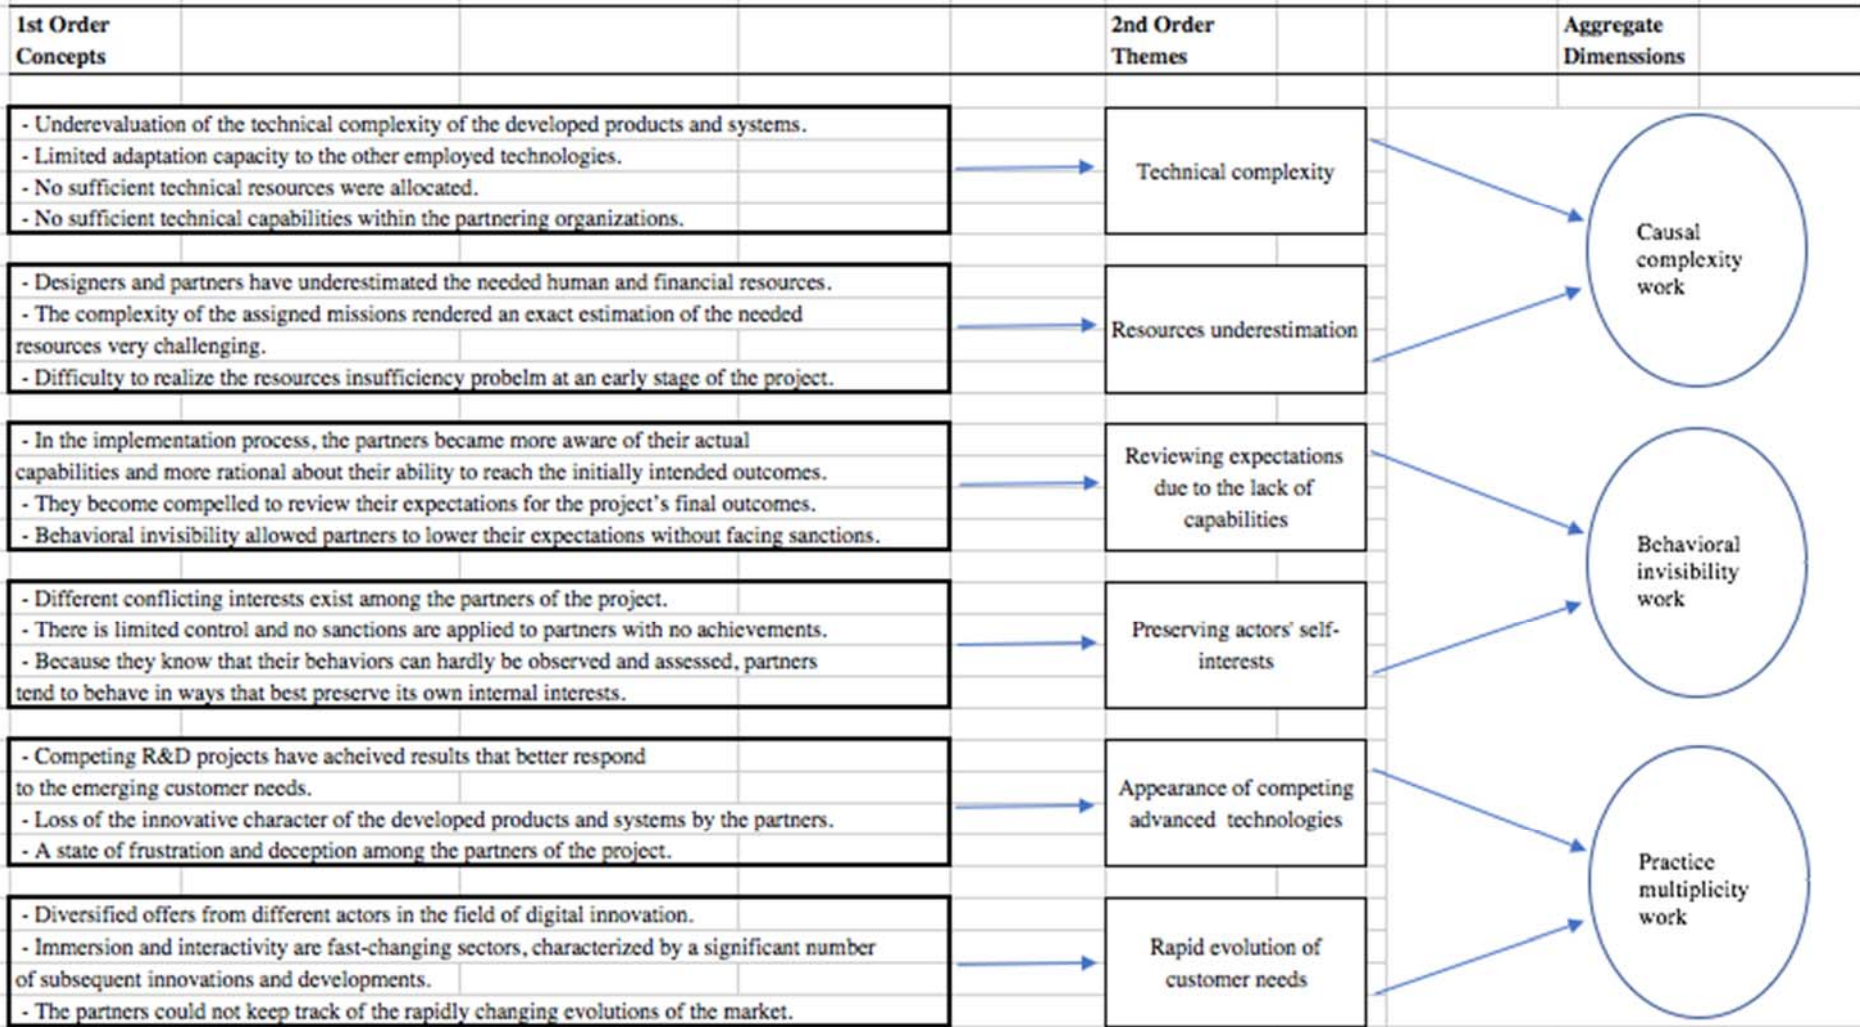 1st Order
Concepts
2nd Order
Themes
Aggregate
Dimenssions
- Underevaluation of the technical complexity of the developed products and systems.
- Limited adaptation capacity to the other employed technologies.
- No sufficient technical resources were allocated.
- No sufficient technical capabilities within the partnering organizations.
Technical complexity
- Designers and partners have underestimated the needed human and financial resources.
- The complexity of the assigned missions rendered an exact estimation of the needed
resources very challenging.
- Difficulty to realize the resources insufficiency probelm at an early stage of the project.
Resources underestimation
Causal
complexity
work
- In the implementation process, the partners became more aware of their actual
capabilities and more rational about their ability to reach the initially intended outcomes.
- They become compelled to review their expectations for the project's final outcomes.
- Behavioral invisibility allowed partners to lower their expectations without facing sanctions.
Reviewing expectations
due to the lack of
capabilities
- Different conflicting interests exist among the partners of the project.
- There is limited control and no sanctions are applied to partners with no achievements.
- Because they know that their behaviors can hardly be observed and assessed, partners
tend to behave in ways that best preserve its own internal interests.
Preserving actors' self-
interests
Behavioral
invisibility
work
- Competing R&D projects have acheived results that better respond
to the emerging customer needs.
- Loss of the innovative character of the developed products and systems by the partners.
- A state of frustration and deception among the partners of the project.
Appearance of competing
advanced technologies
- Diversified offers from different actors in the field of digital innovation.
- Immersion and interactivity are fast-changing sectors, characterized by a significant number
of subsequent innovations and developments.
- The partners could not keep track of the rapidly changing evolutions of the market.
Rapid evolution of
customer needs
Practice
multiplicity
work